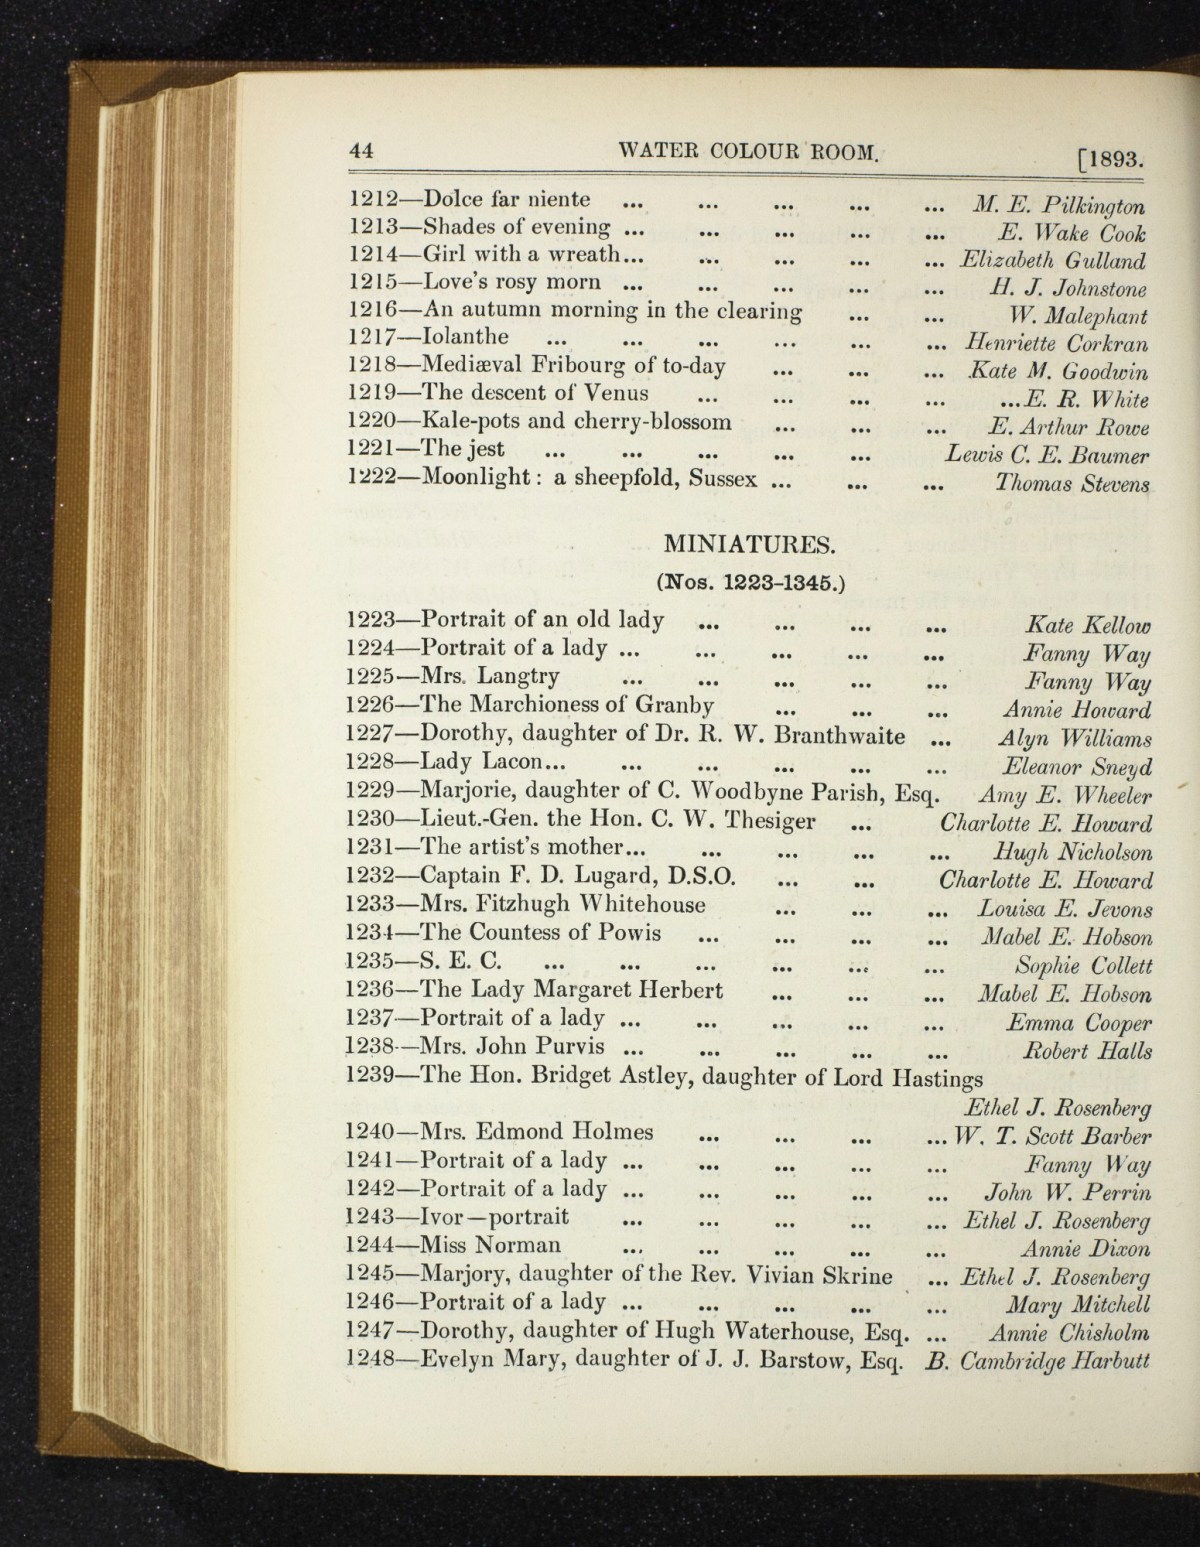 44 WATER COLOUR ROOM. [1893.
1212—Dolce far niente ... ... ... ... ... M. E. Pilkington
1213—Shades of evening ... ... ... ... ... E. Wake Cook
1214—Girl with a wreath... ... ... ... ... Elizabeth Gulland
1215—Love's rosy morn ... ... ... ... ... H. J. Johnstone
1216—An autumn morning in the clearing ... ... W. Malephant
1217—Iolanthe ... ... ... ... ... ... Henriette Corkran
1218—Mediæval Fribourg of to-day ... ... ... Kate M. Goodwin
1219—The descent of Venus ... ... ... ... ...E. R. White
1220—Kale-pots and cherry-blossom ... ... ... E. Arthur Rowe
1221—The jest ... ... ... ... ... Lewis C. E. Baumer
1222—Moonlight: a sheepfold, Sussex ... ... ... Thomas Stevens
MINIATURES.
(Nos. 1223-1345.)
1223—Portrait of an old lady ... ... ... ... Kate Kellow
1224—Portrait of a lady ... ... ... ... ... Fanny Way
1225—Mrs. Langtry ... ... ... ... ... Fanny Way
1226—The Marchioness of Granby ... ... ... Annie Howard
1227—Dorothy, daughter of Dr. R. W. Branthwaite ... Alyn Williams
1228—Lady Lacon... ... ... ... ... ... Eleanor Sneyd
1229—Marjorie, daughter of C. Woodbyne Parish, Esq. Amy E. Wheeler
1230—Lieut.-Gen. the Hon. C. W. Thesiger ... Charlotte E. Howard
1231—The artist's mother... ... ... ... ... Hugh Nicholson
1232—Captain F. D. Lugard, D.S.O. ... ... Charlotte E. Howard
1233—Mrs. Fitzhugh Whitehouse ... ... ... Louisa E. Jevons
1234—The Countess of Powis ... ... ... ... Mabel E. Hobson
1235—S. E. C. ... ... ... ... ... ... Sophie Collett
1236—The Lady Margaret Herbert ... ... ... Mabel E. Hobson
1237—Portrait of a lady ... ... ... ... ... Emma Cooper
1238—Mrs. John Purvis ... ... ... ... ... Robert Halls
1239—The Hon. Bridget Astley, daughter of Lord Hastings
Ethel J. Rosenberg
1240—Mrs. Edmond Holmes ... ... ... ...W. T. Scott Barber
1241—Portrait of a lady ... ... ... ... ... Fanny Way
1242—Portrait of a lady ... ... ... ... ... John W. Perrin
1243—Ivor—portrait ... ... ... ... ... Ethel J. Rosenberg
1244—Miss Norman ... ... ... ... ... Annie Dixon
1245—Marjory, daughter of the Rev. Vivian Skrine ... Ethel J. Rosenberg
1246—Portrait of a lady ... ... ... ... ... Mary Mitchell
1247—Dorothy, daughter of Hugh Waterhouse, Esq. ... Annie Chisholm
1248—Evelyn Mary, daughter of J. J. Barstow, Esq. B. Cambridge Harbutt